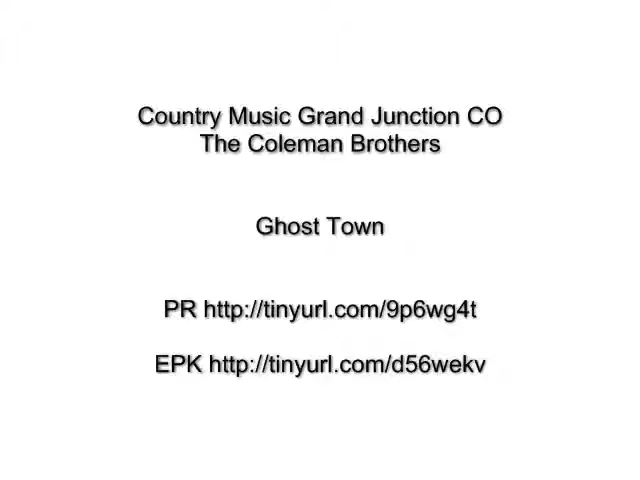 Country Music Grand Junction CO
The Coleman Brothers
Ghost Town
PR http://tinyurl.com/9p6wg4t
EPK http://tinyurl.com/d56wekv